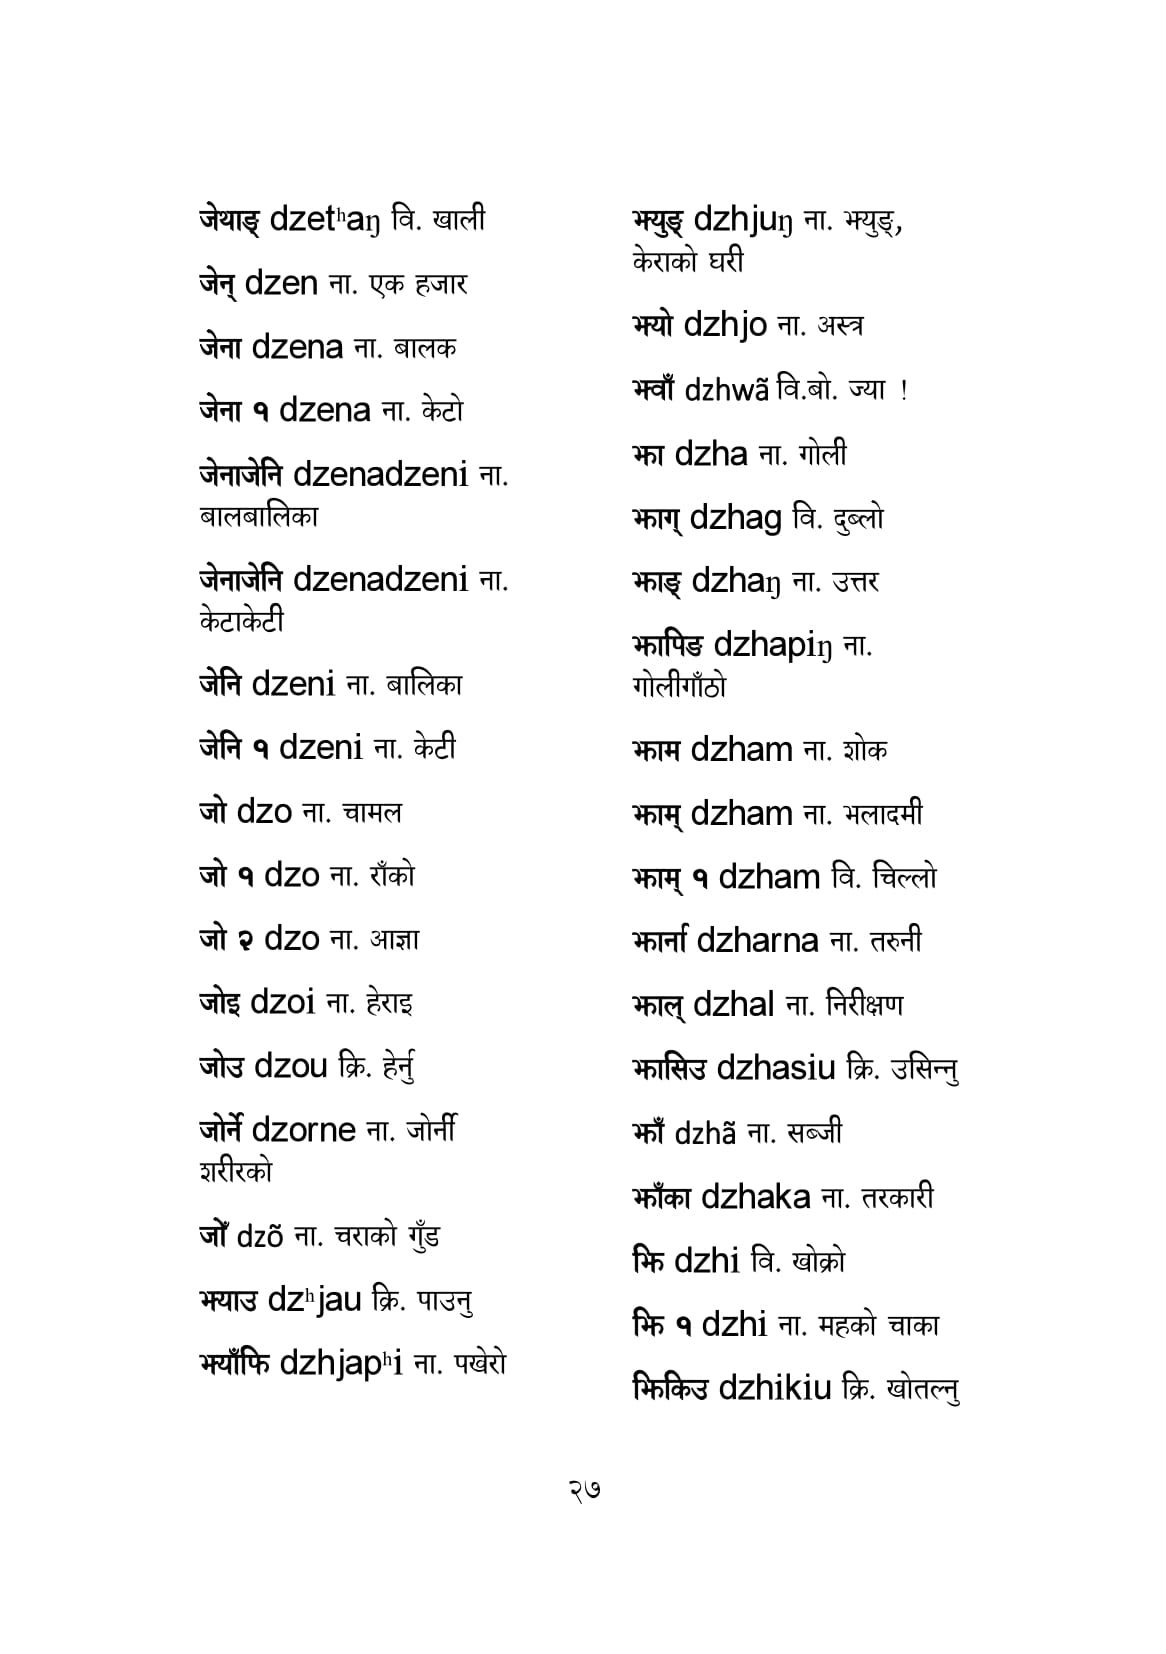 जेथाङ् dzetʰaŋ वि. खाली
जेन् dzen ना. एक हजार
जेना dzena ना. बालक
जेना १ dzena ना. केटो
जेनाजेनि dzenadzeni ना.
बालबालिका
जेनाजेनि dzenadzeni ना.
केटाकेटी
जेनि dzeni ना. बालिका
जेनि १ dzeni ना. केटी
जो dzo ना. चामल
जो १ dzo ना. राँको
जो २ dzo ना. आज्ञा
जोइ dzoi ना. हेराइ
जोउ dzou क्रि. हेर्नु
जोर्ने dzorne ना. जोर्नी
शरीरको
जोँ dzõ ना. चराको गुँड
झ्याउ dzʰjau क्रि. पाउनु
झ्याँफि dzhjapʰi ना. पखेरो
झ्युङ् dzhjuŋ ना. झ्युङ्,
केराको घरी
झ्यो dzhjo ना. अस्त्र
झ्वाँ dzhwã वि.बो. ज्या !
झा dzha ना. गोली
झाग् dzhag वि. दुब्लो
झाङ् dzhaŋ ना. उत्तर
झापिङ dzhapiŋ ना.
गोलीगाँठो
झाम dzham ना. शोक
झाम् dzham ना. भलादमी
झाम् १ dzham वि. चिल्लो
झार्ना dzharna ना. तरुनी
झाल् dzhal ना. निरीक्षण
झासिउ dzhasiu क्रि. उसिन्नु
झाँ dzhã ना. सब्जी
झाँका dzhaka ना. तरकारी
झि dzhi वि. खोक्रो
झि १ dzhi ना. महको चाका
झिकिउ dzhikiu क्रि. खोतल्नु
२७